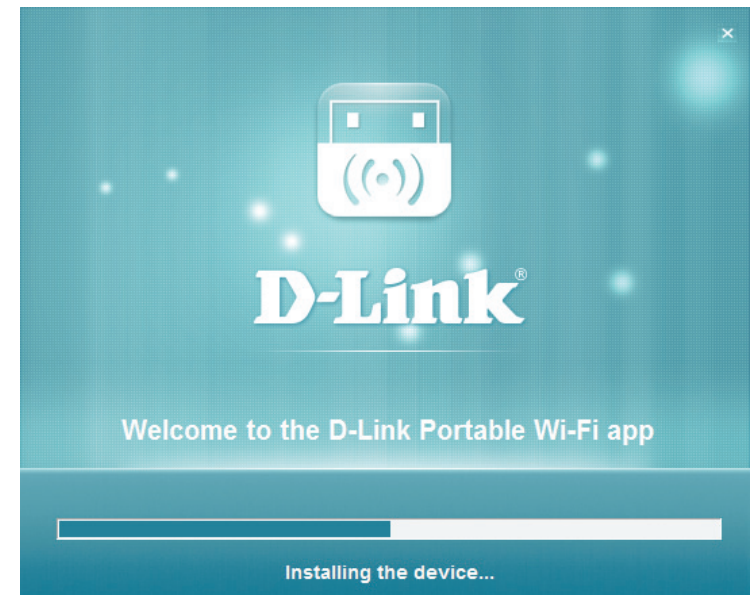 D-Link®
Welcome to the D-Link Portable Wi-Fi app
Installing the device...